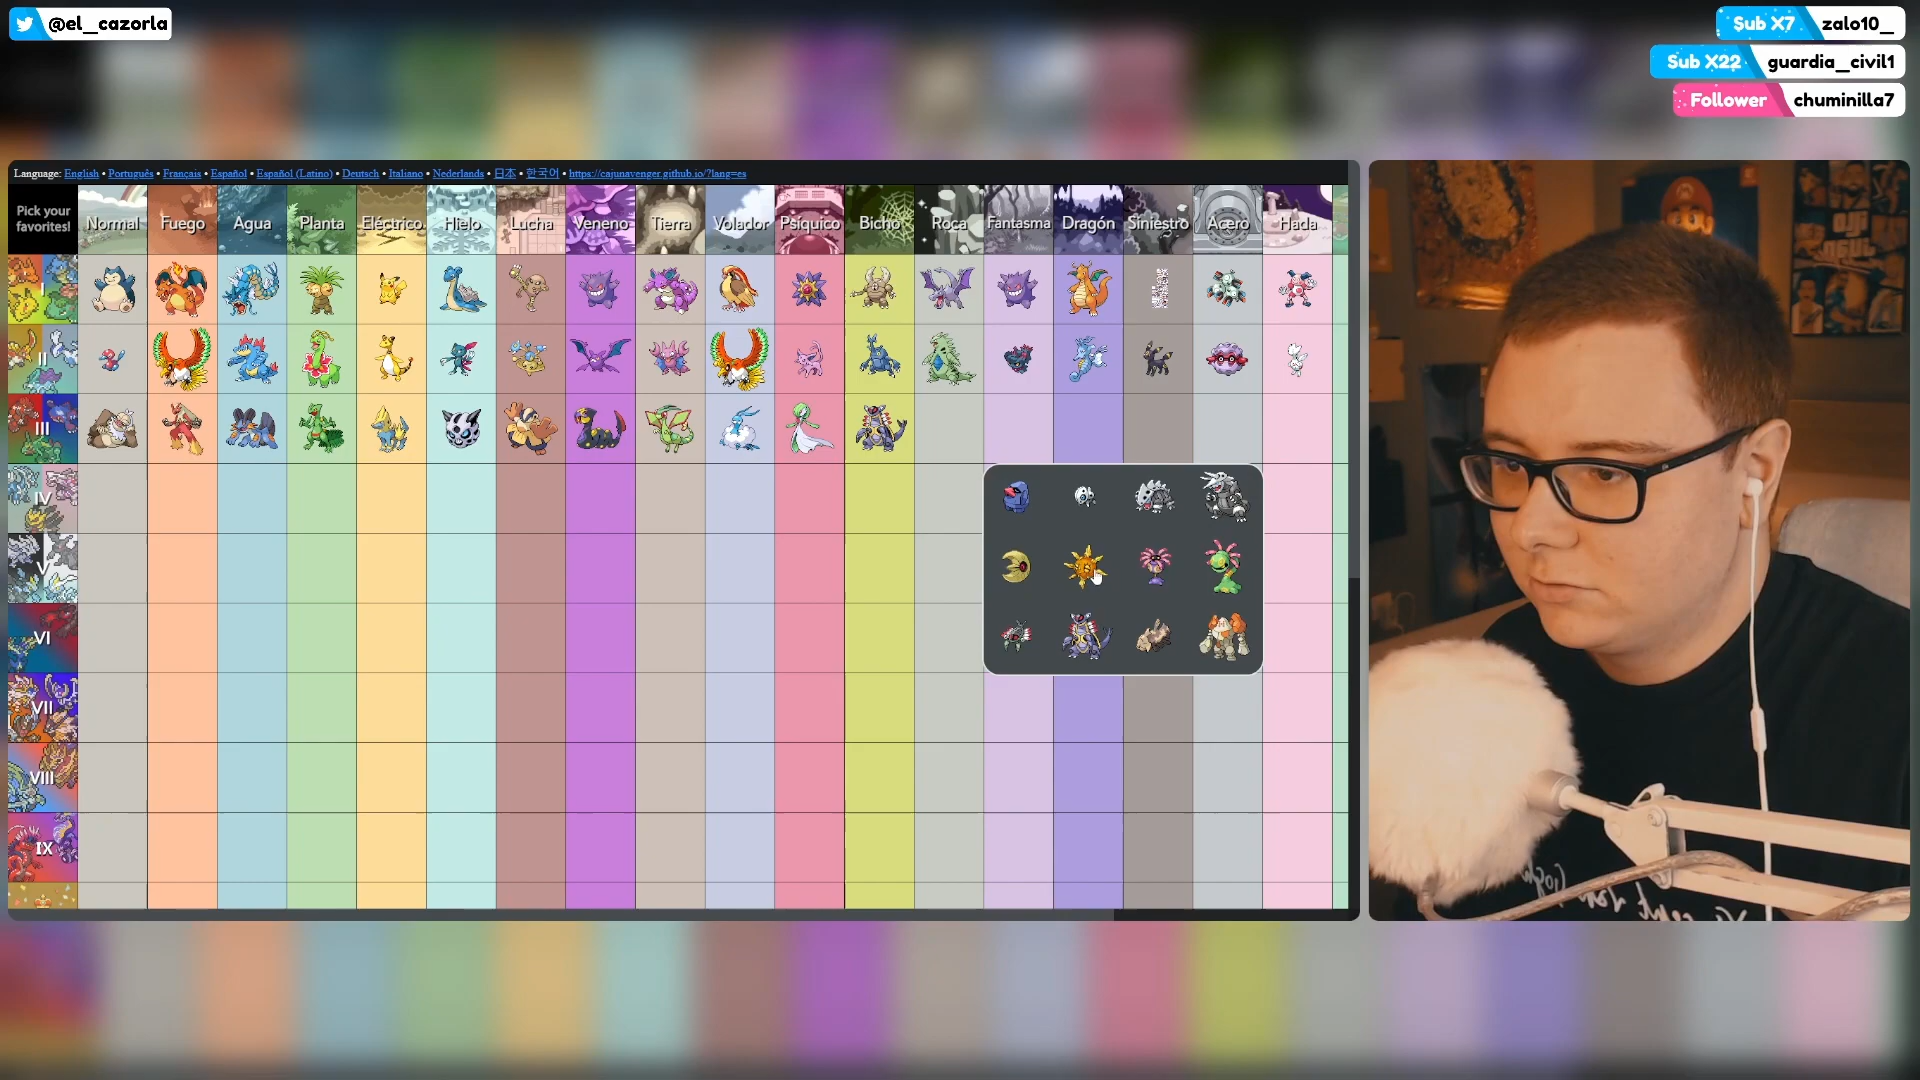 @el_cazorla
Sub X7 zalo10_
Sub X22 guardia_civil1
Follower chuminilla7
Language: English • Português • Français • Español • Español (Latino) • Deutsch • Italiano • Nederlands • 日本 • 한국어 • https://cajunavenger.github.io/?lang=es
Pick your
favorites!
Normal Fuego Agua Planta Eléctrico Hielo Lucha Veneno Tierra Volador Psíquico Bicho Roca Fantasma Dragón Siniestro Acero Hada
I
II
III
IV
V
VI
VII
VIII
IX